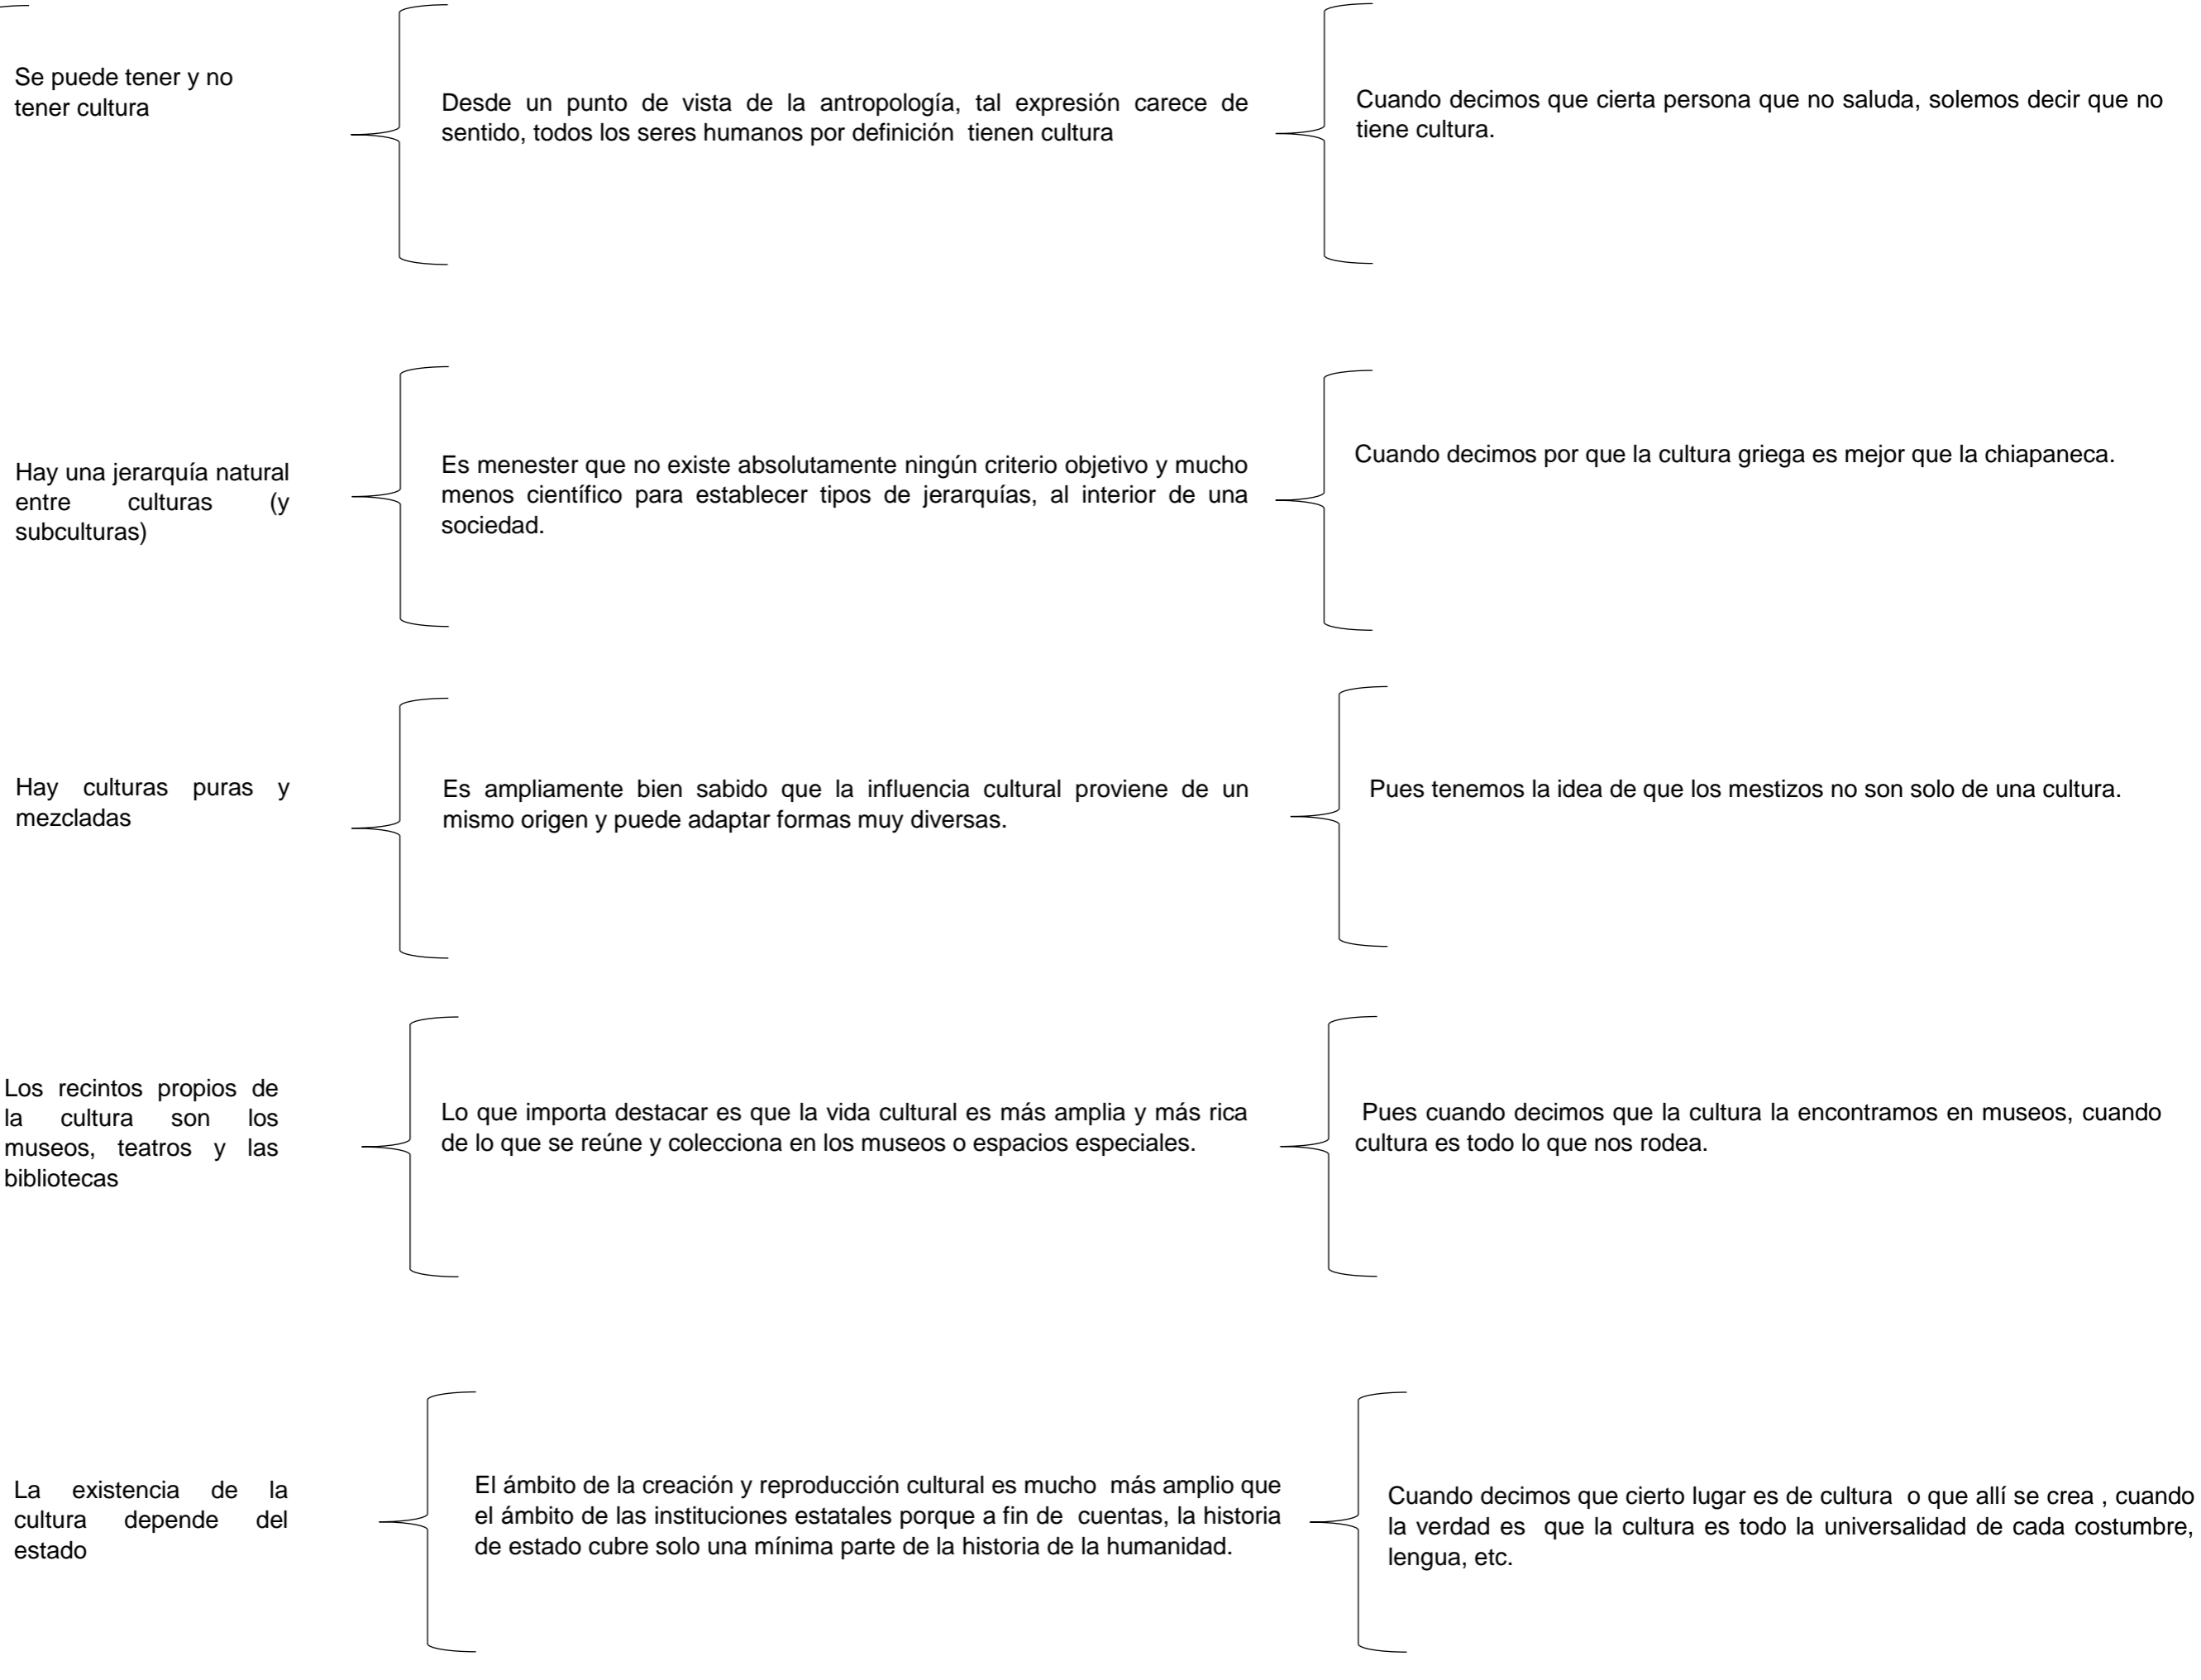 Se puede tener y no
tener cultura
Desde un punto de vista de la antropología, tal expresión carece de
sentido, todos los seres humanos por definición  tienen cultura
Cuando decimos que cierta persona que no saluda, solemos decir que no
tiene cultura.
Hay una jerarquía natural
entre culturas (y
subculturas)
Es menester que no existe absolutamente ningún criterio objetivo y mucho
menos científico para establecer tipos de jerarquías, al interior de una
sociedad.
Cuando decimos por que la cultura griega es mejor que la chiapaneca.
Hay culturas puras y
mezcladas
Es ampliamente bien sabido que la influencia cultural proviene de un
mismo origen y puede adaptar formas muy diversas.
Pues tenemos la idea de que los mestizos no son solo de una cultura.
Los recintos propios de
la cultura son los
museos, teatros y las
bibliotecas
Lo que importa destacar es que la vida cultural es más amplia y más rica
de lo que se reúne y colecciona en los museos o espacios especiales.
Pues cuando decimos que la cultura la encontramos en museos, cuando
cultura es todo lo que nos rodea.
La existencia de la
cultura depende del
estado
El ámbito de la creación y reproducción cultural es mucho  más amplio que
el ámbito de las instituciones estatales porque a fin de  cuentas, la historia
de estado cubre solo una mínima parte de la historia de la humanidad.
Cuando decimos que cierto lugar es de cultura  o que allí se crea , cuando
la verdad es  que la cultura es todo la universalidad de cada costumbre,
lengua, etc.